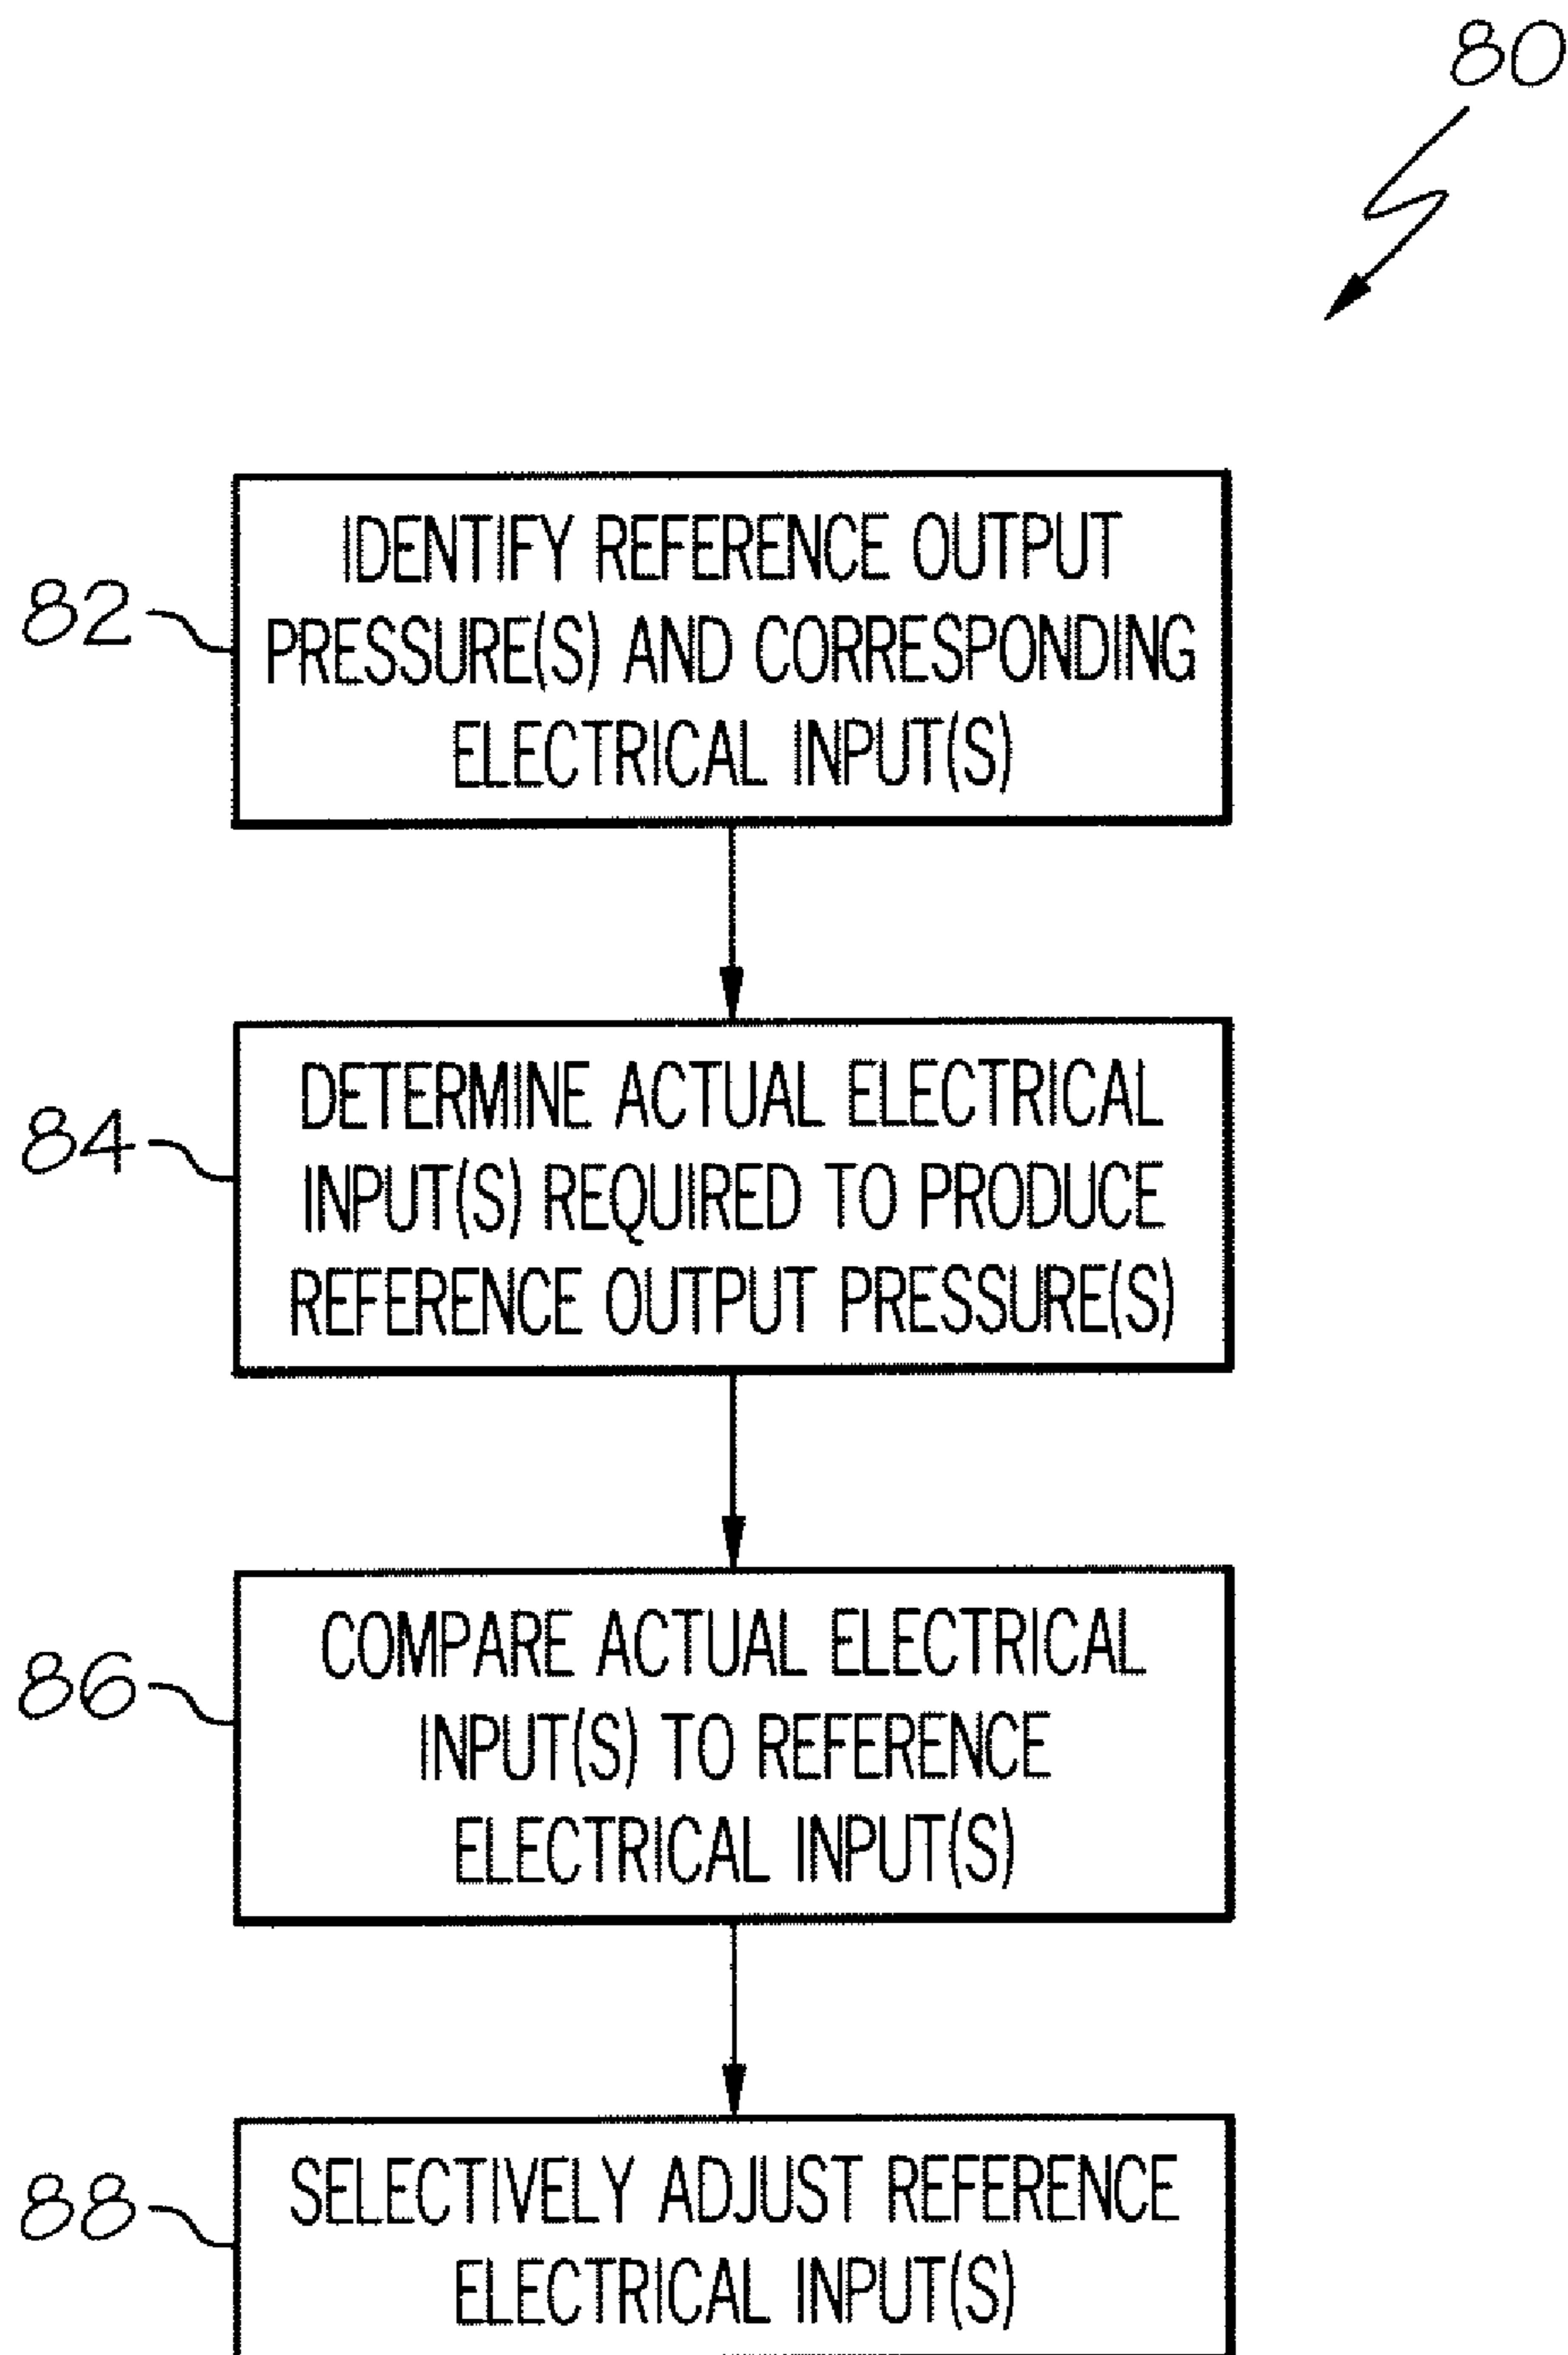 80
82
IDENTIFY REFERENCE OUTPUT
PRESSURE(S) AND CORRESPONDING
ELECTRICAL INPUT(S)
84
DETERMINE ACTUAL ELECTRICAL
INPUT(S) REQUIRED TO PRODUCE
REFERENCE OUTPUT PRESSURE(S)
86
COMPARE ACTUAL ELECTRICAL
INPUT(S) TO REFERENCE
ELECTRICAL INPUT(S)
88
SELECTIVELY ADJUST REFERENCE
ELECTRICAL INPUT(S)